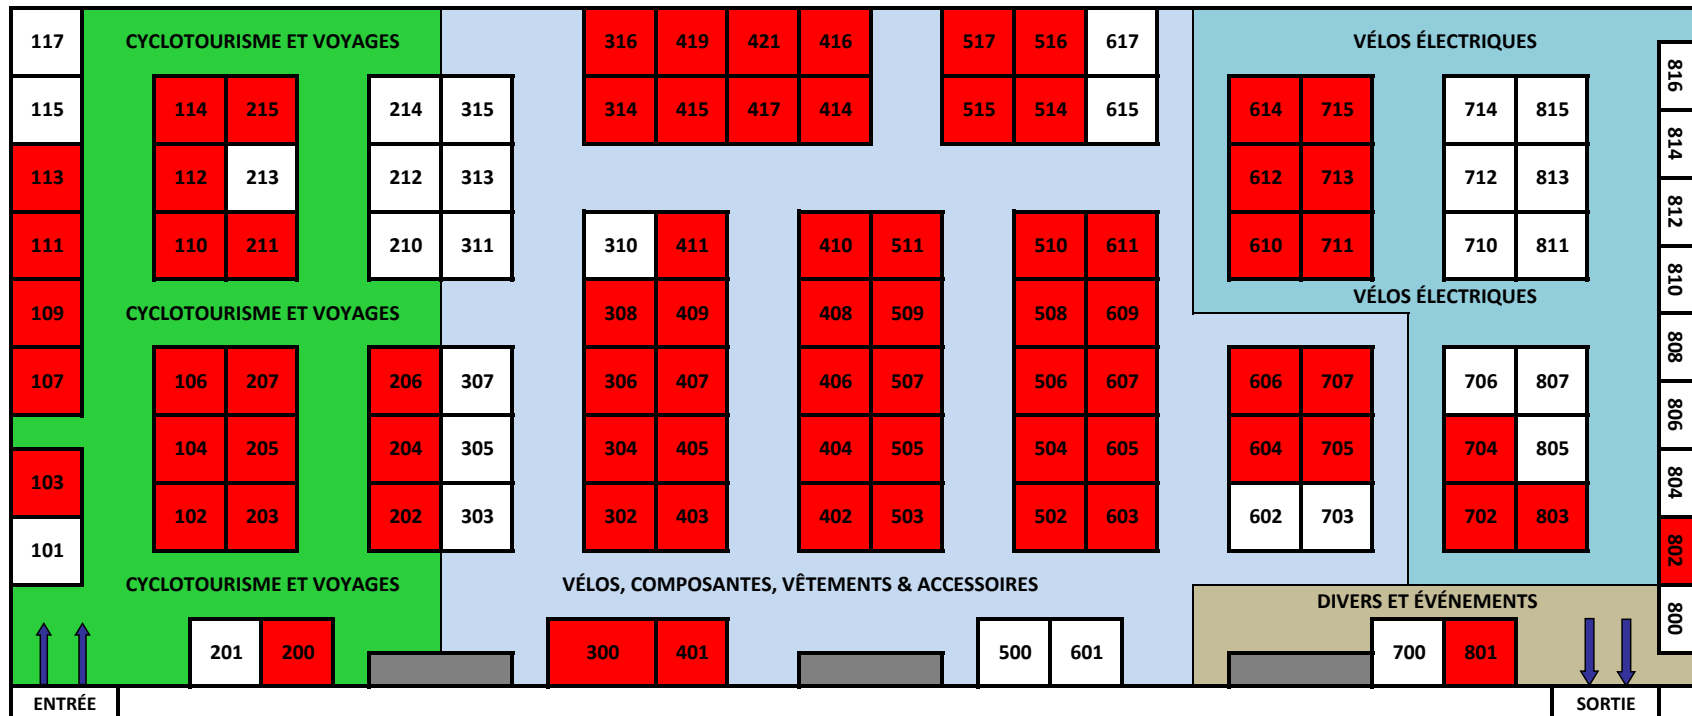 117 CYCLOTOURISME ET VOYAGES 316 419 421 416 517 516 617 VÉLOS ÉLECTRIQUES
816
115 114 215 214 315 314 415 417 414 515 514 615 614 715 714 815
814
113 112 213 212 313 612 713 712 813
812
111 110 211 210 311 310 411 410 511 510 611 610 711 710 811
810
VÉLOS ÉLECTRIQUES
109 CYCLOTOURISME ET VOYAGES 308 409 408 509 508 609
808
107 106 207 206 307 306 407 406 507 506 607 606 707 706 807
806
104 205 204 305 304 405 404 505 504 605 604 705 704 805
804
103
102 203 202 303 302 403 402 503 502 603 602 703 702 803
802
101
CYCLOTOURISME ET VOYAGES VÉLOS, COMPOSANTES, VÊTEMENTS & ACCESSOIRES
DIVERS ET ÉVÉNEMENTS
800
201 200 300 401 500 601 700 801
ENTRÉE SORTIE